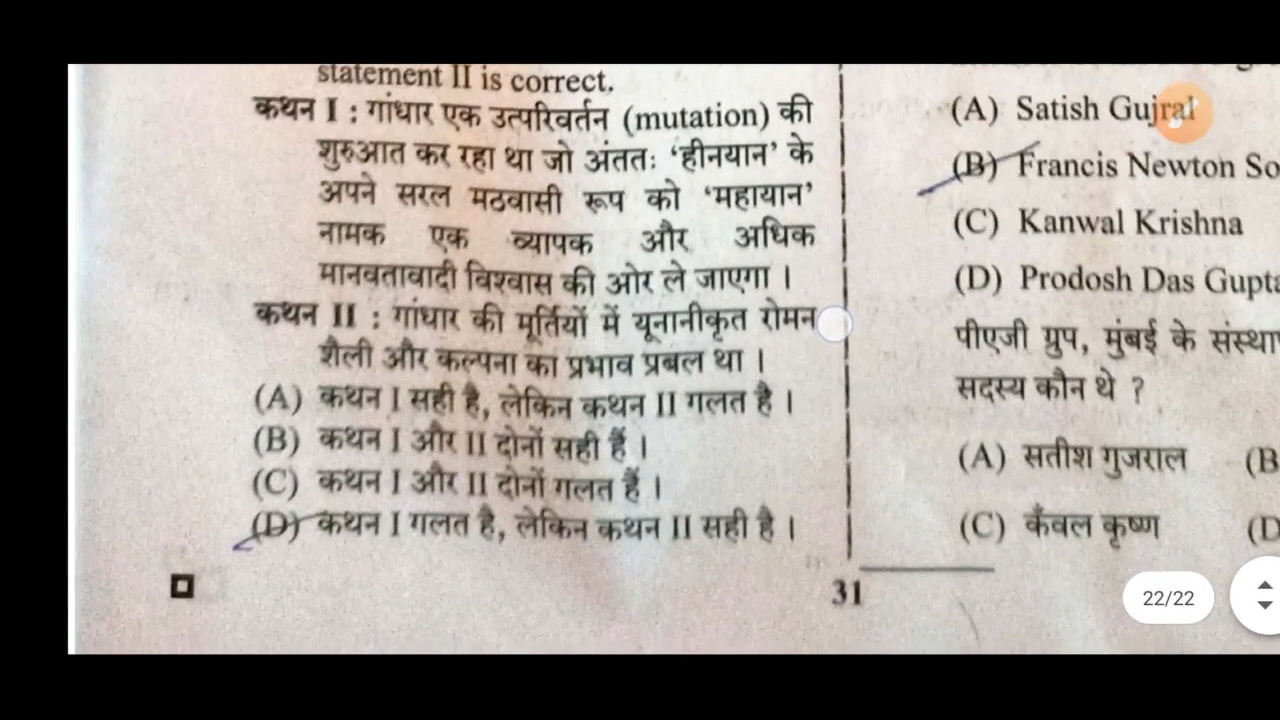 statement II is correct.
कथन I : गांधार एक उत्परिवर्तन (mutation) की
शुरुआत कर रहा था जो अंततः ‘हीनयान’ के
अपने सरल मठवासी रूप को ‘महायान’
नामक एक व्यापक और अधिक
मानवतावादी विश्वास की ओर ले जाएगा ।
कथन II : गांधार की मूर्तियों में यूनानीकृत रोमन
शैली और कल्पना का प्रभाव प्रबल था ।
(A) कथन I सही है, लेकिन कथन II गलत है ।
(B) कथन I और II दोनों सही हैं ।
(C) कथन I और II दोनों गलत हैं ।
(D) कथन I गलत है, लेकिन कथन II सही है ।
(A) Satish Gujral
(B) Francis Newton So
(C) Kanwal Krishna
(D) Prodosh Das Gupta
पीएजी ग्रुप, मुंबई के संस्थाप
सदस्य कौन थे ?
(A) सतीश गुजराल (B
(C) कँवल कृष्ण (D
31
22/22